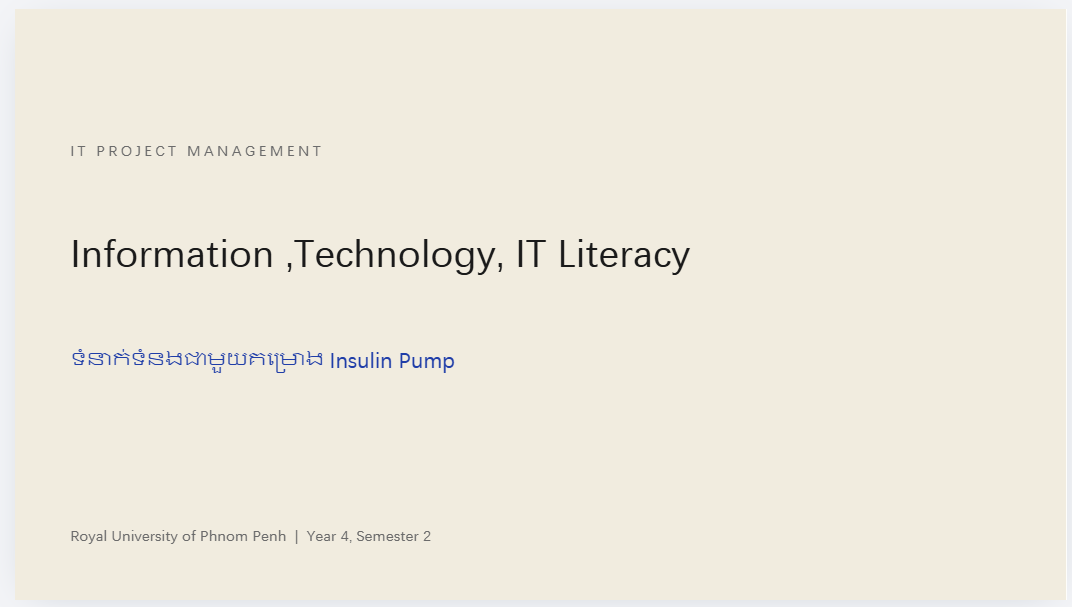 IT PROJECT MANAGEMENT
Information ,Technology, IT Literacy
ទំនាក់ទំនងជាមួយគម្រោង Insulin Pump
Royal University of Phnom Penh | Year 4, Semester 2